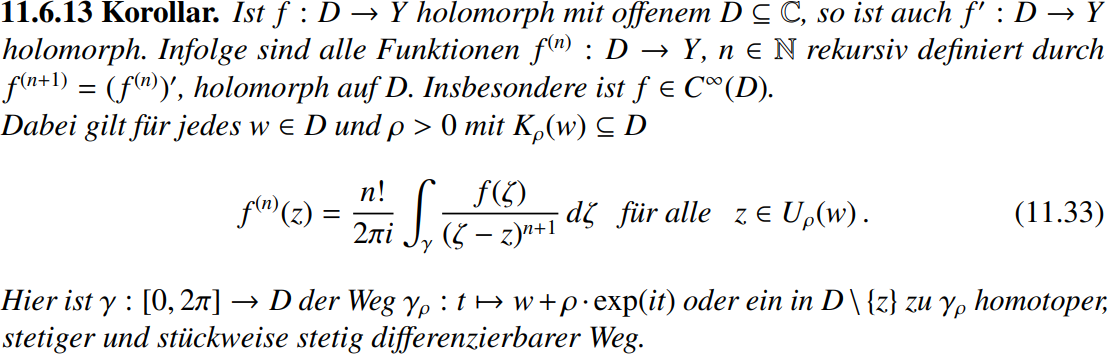 11.6.13 Korollar. Ist f : D → Y holomorph mit offenem D ⊆ ℂ, so ist auch f′ : D → Y
holomorph. Infolge sind alle Funktionen f⁽ⁿ⁾ : D → Y, n ∈ ℕ rekursiv definiert durch
f⁽ⁿ⁺¹⁾ = (f⁽ⁿ⁾)′, holomorph auf D. Insbesondere ist f ∈ C^∞(D).
Dabei gilt für jedes w ∈ D und ρ > 0 mit K_ρ(w) ⊆ D
f⁽ⁿ⁾(z) = n!/(2πi) ∫_γ f(ζ)/(ζ − z)ⁿ⁺¹ dζ für alle z ∈ U_ρ(w) . (11.33)
Hier ist γ : [0, 2π] → D der Weg γ_ρ : t ↦ w + ρ · exp(it) oder ein in D \ {z} zu γ_ρ homotoper,
stetiger und stückweise stetig differenzierbarer Weg.